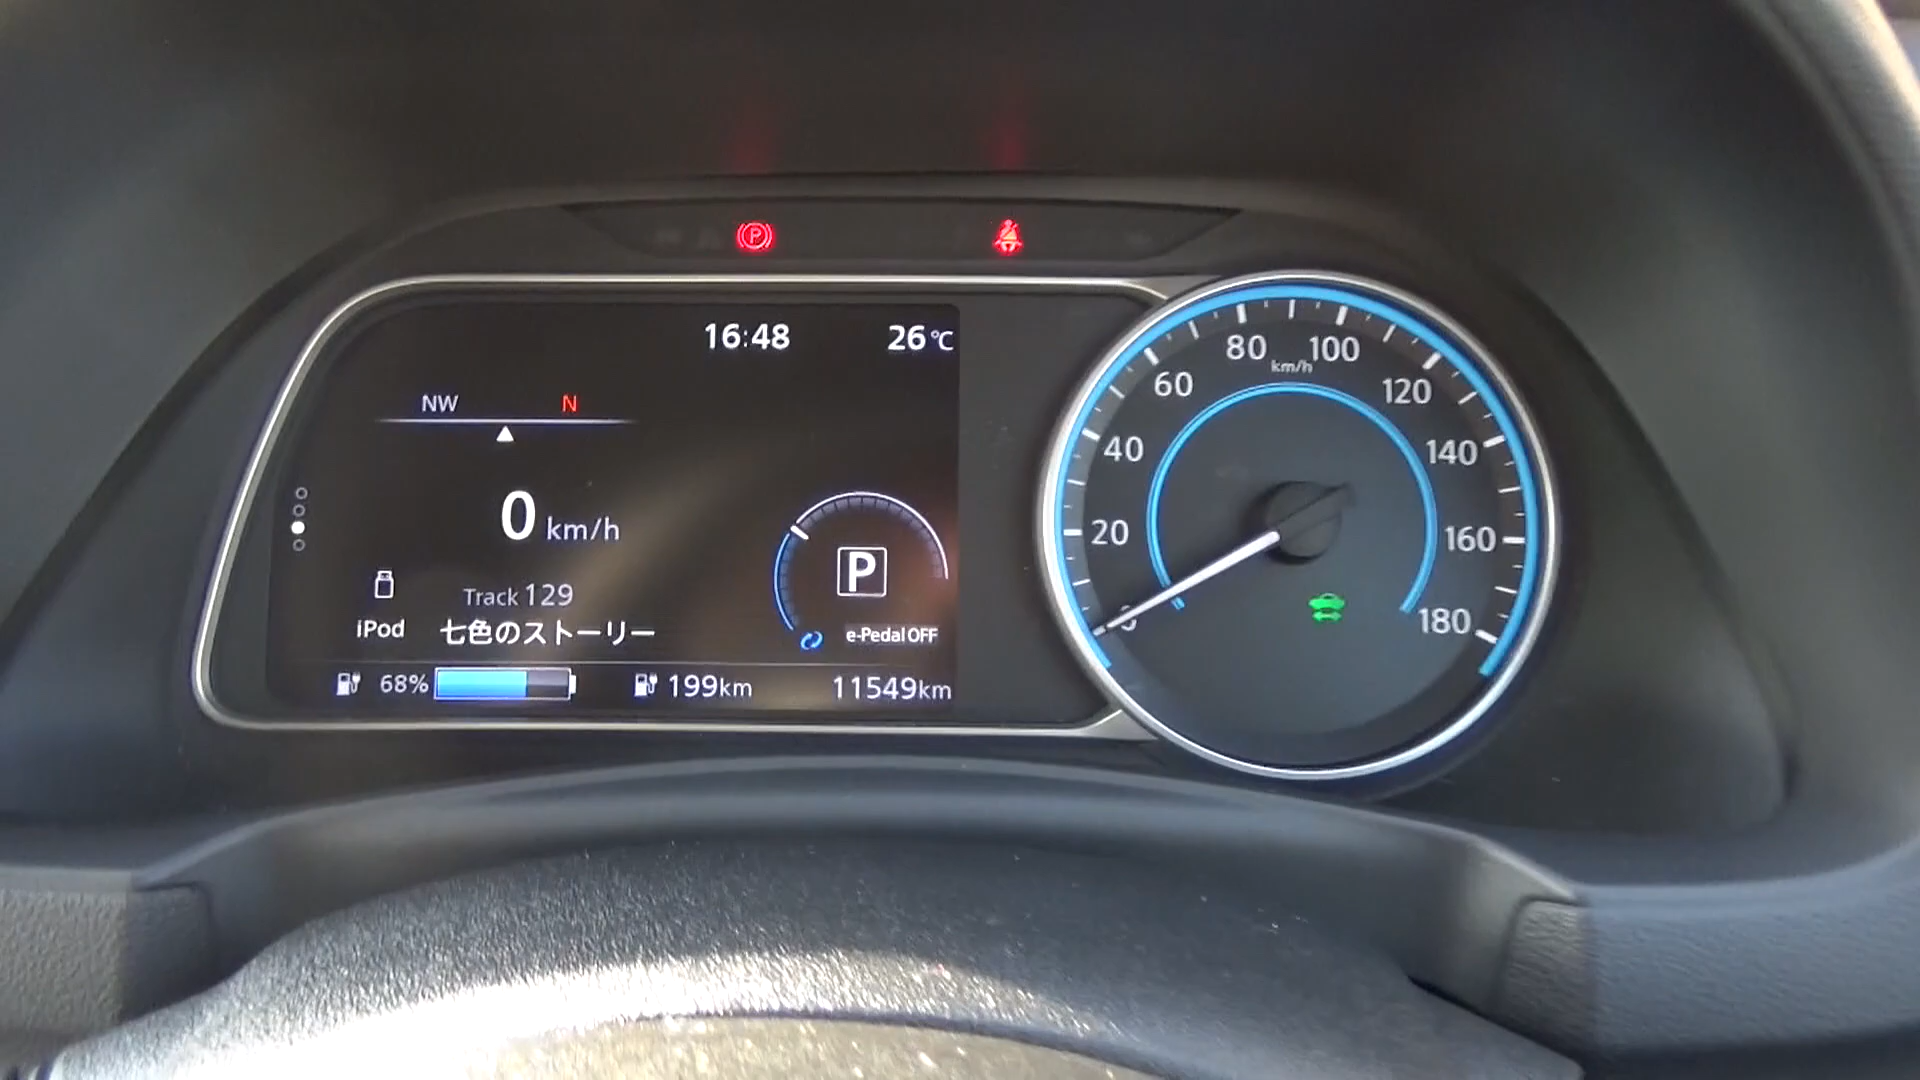 16:48 26°C
NW N
0 km/h
P
iPod
Track 129
七色のストーリー
e-Pedal OFF
68% 199km 11549km
0
20
40
60
80
100
120
140
160
180
km/h